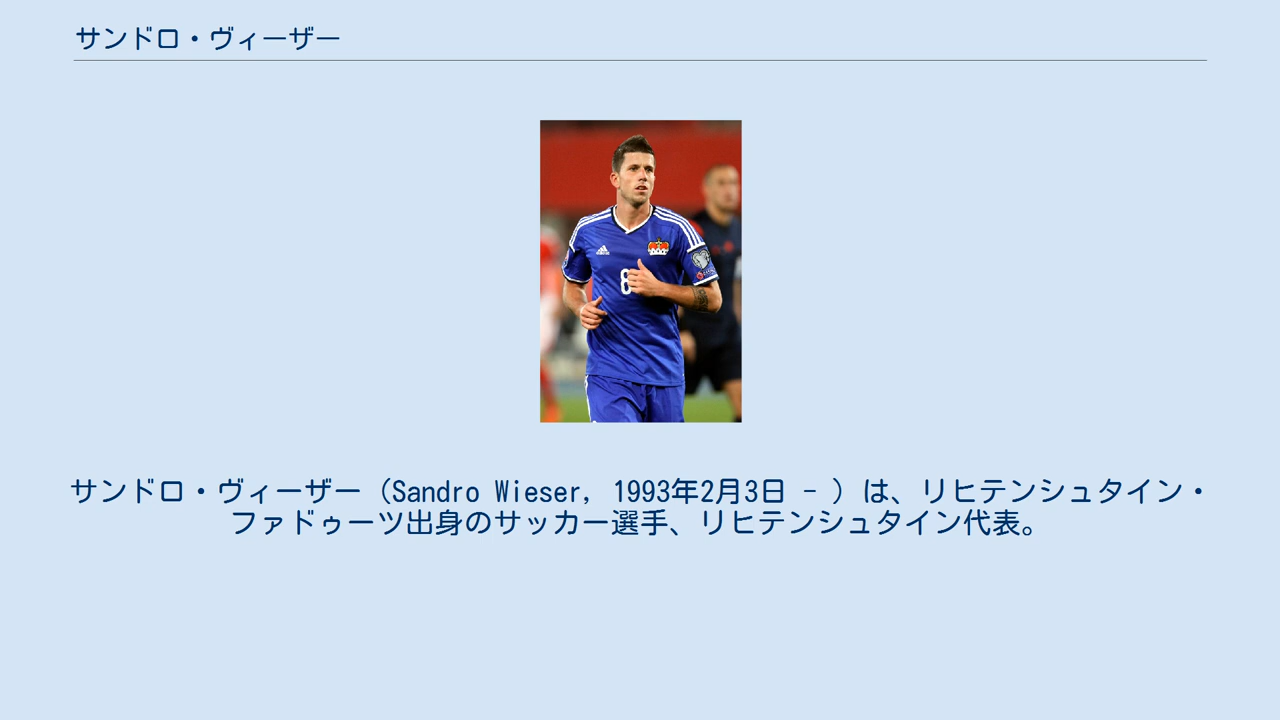 サンドロ・ヴィーザー
8
サンドロ・ヴィーザー（Sandro Wieser, 1993年2月3日 - ）は、リヒテンシュタイン・
ファドゥーツ出身のサッカー選手、リヒテンシュタイン代表。